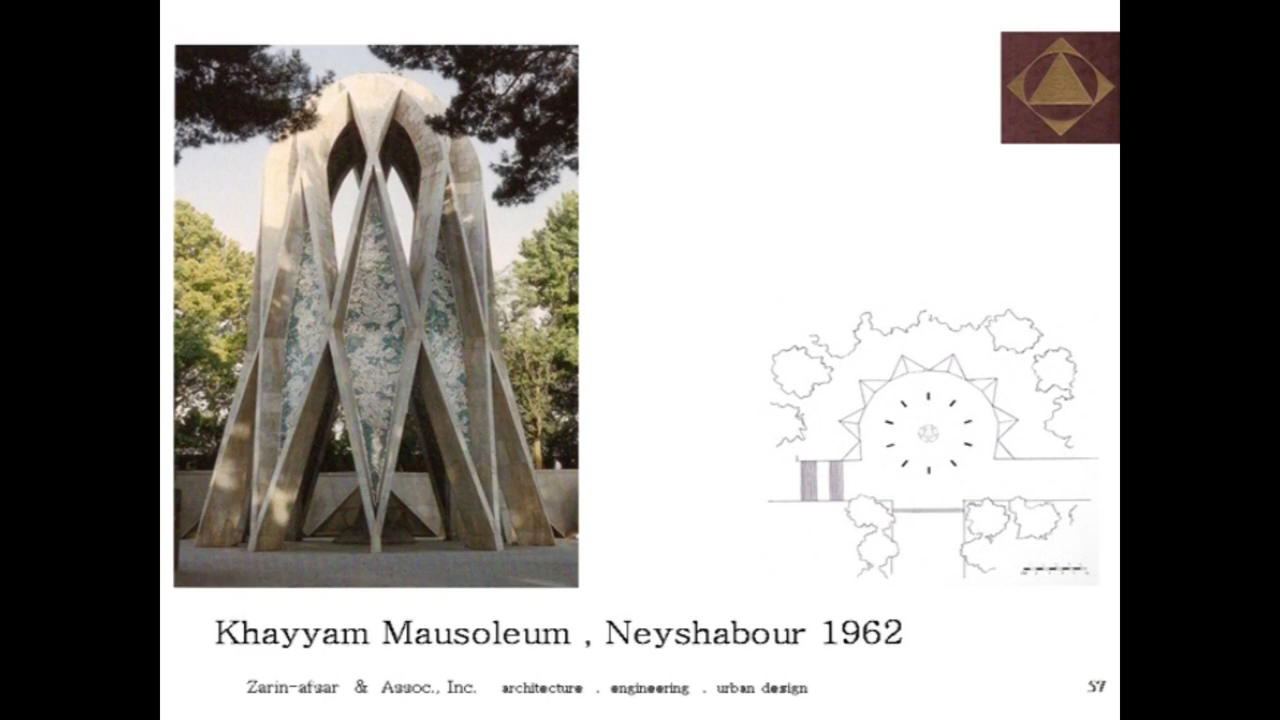 Khayyam Mausoleum , Neyshabour 1962
Zarin-afsar & Assoc., Inc. architecture . engineering . urban design
57